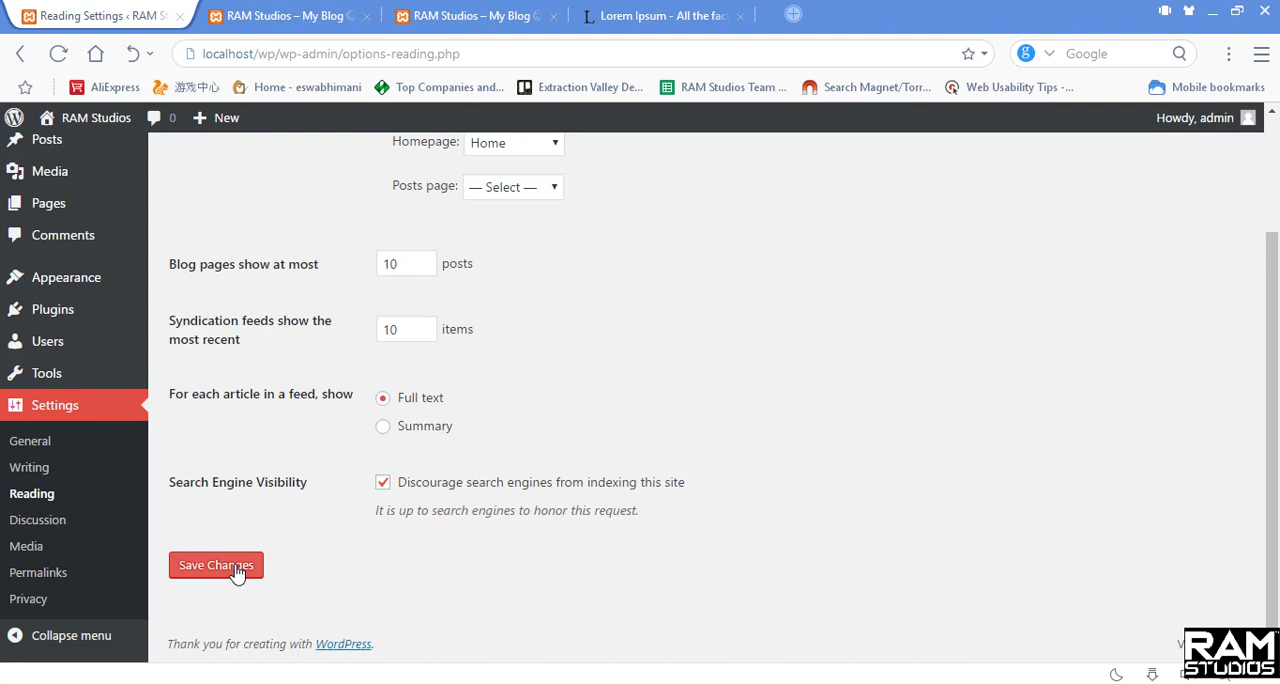 Reading Settings ‹ RAM S
RAM Studios – My Blog
RAM Studios – My Blog
Lorem Ipsum - All the fac
localhost/wp/wp-admin/options-reading.php
Google
AliExpress
游戏中心
Home - eswabhimani
Top Companies and...
Extraction Valley De...
RAM Studios Team ...
Search Magnet/Torr...
Web Usability Tips -...
Mobile bookmarks
RAM Studios
0
New
Howdy, admin
Posts
Media
Pages
Comments
Appearance
Plugins
Users
Tools
Settings
General
Writing
Reading
Discussion
Media
Permalinks
Privacy
Collapse menu
Homepage: Home
Posts page: — Select —
Blog pages show at most 10 posts
Syndication feeds show the
most recent
10 items
For each article in a feed, show
Full text
Summary
Search Engine Visibility
Discourage search engines from indexing this site
It is up to search engines to honor this request.
Save Changes
Thank you for creating with WordPress.
RAM
STUDIOS